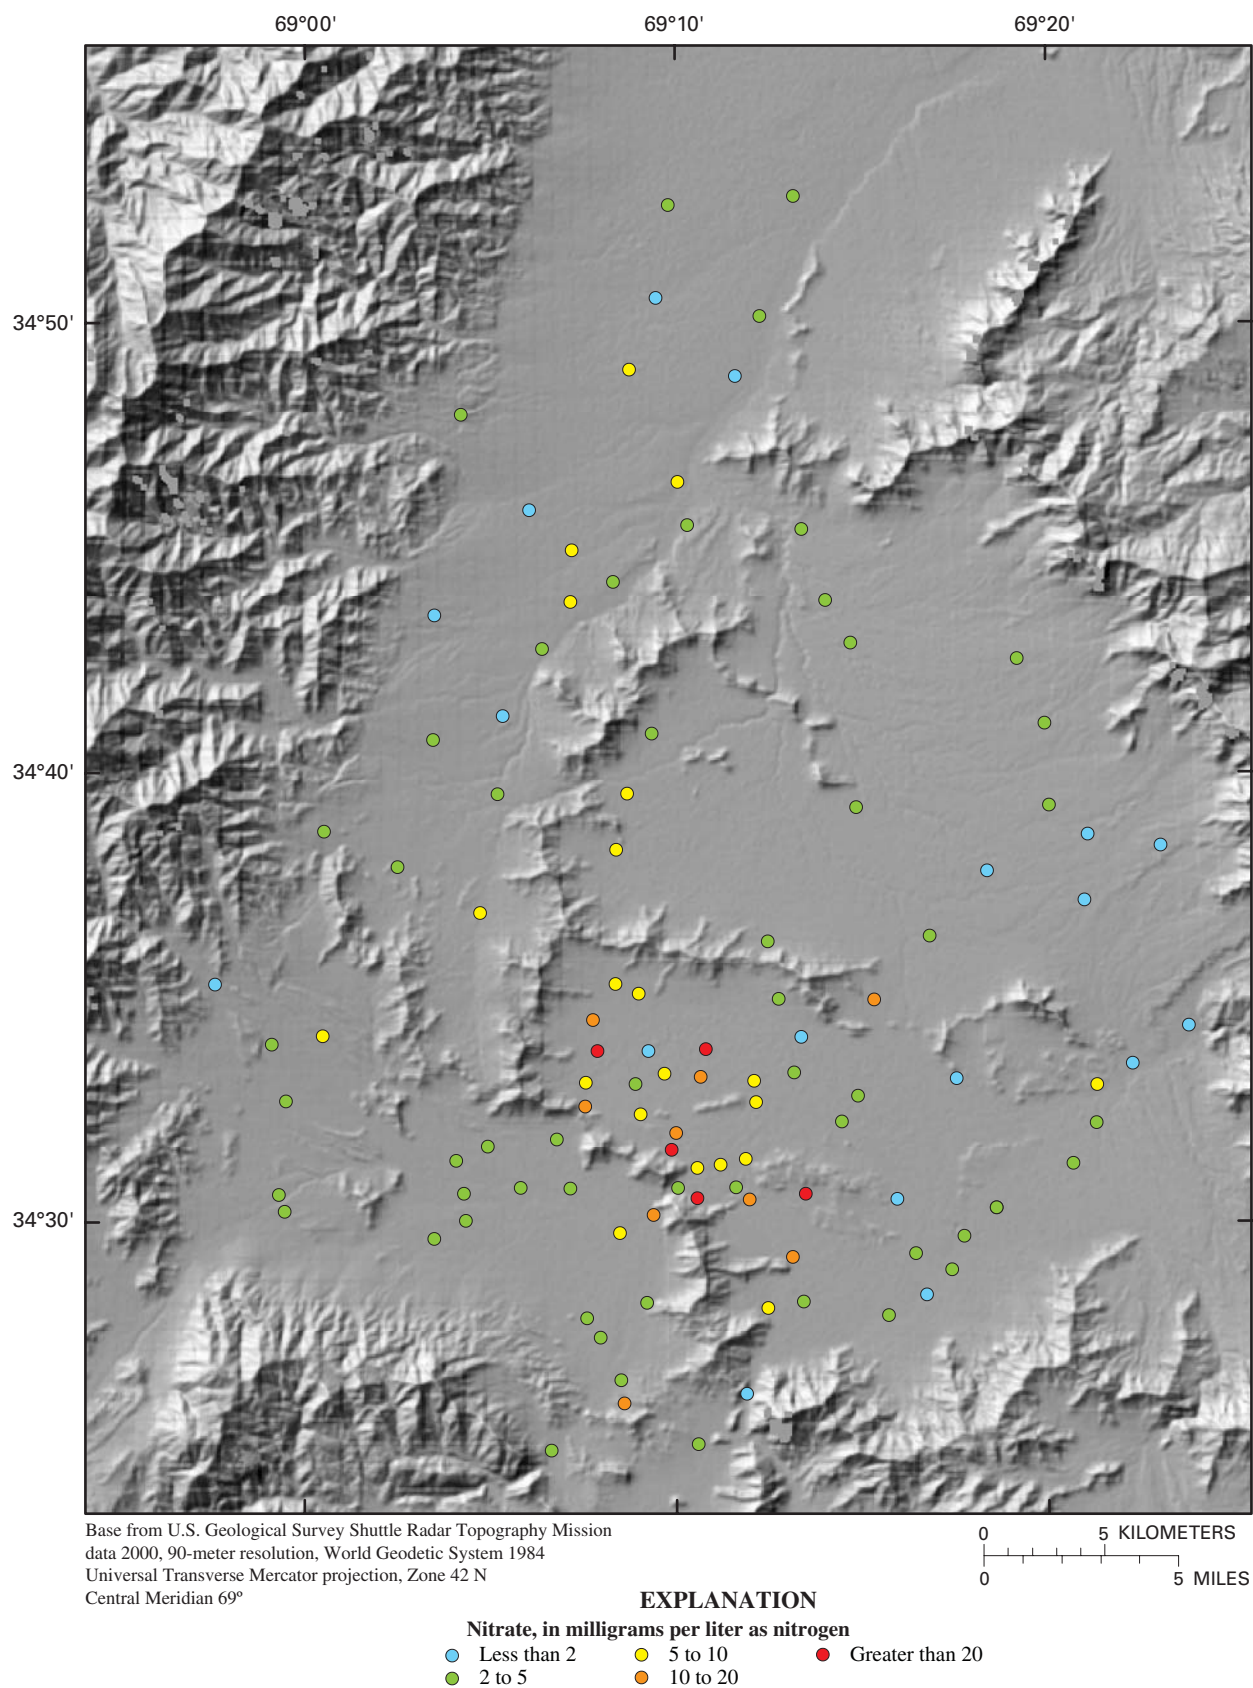 69°00'
69°10'
69°20'
34°50'
34°40'
34°30'
Base from U.S. Geological Survey Shuttle Radar Topography Mission
data 2000, 90-meter resolution, World Geodetic System 1984
Universal Transverse Mercator projection, Zone 42 N
Central Meridian 69º
0 5 KILOMETERS
0 5 MILES
EXPLANATION
Nitrate, in milligrams per liter as nitrogen
Less than 2 5 to 10 Greater than 20
2 to 5 10 to 20